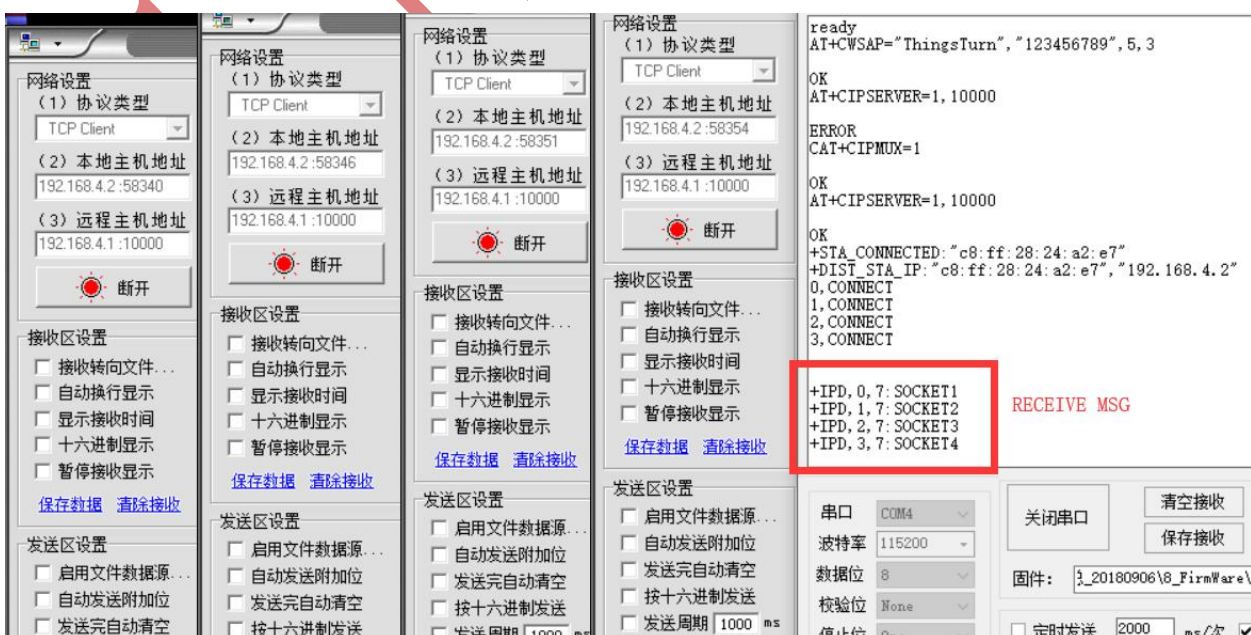 网络设置
(1) 协议类型
TCP Client
(2) 本地主机地址
192.168.4.2 :58340
(3) 远程主机地址
192.168.4.1 :10000
断开
接收区设置
接收转向文件...
自动换行显示
显示接收时间
十六进制显示
暂停接收显示
保存数据 清除接收
发送区设置
启用文件数据源...
自动发送附加位
发送完自动清空
网络设置
(1) 协议类型
TCP Client
(2) 本地主机地址
192.168.4.2 :58346
(3) 远程主机地址
192.168.4.1 :10000
断开
接收区设置
接收转向文件...
自动换行显示
显示接收时间
十六进制显示
暂停接收显示
保存数据 清除接收
发送区设置
启用文件数据源...
自动发送附加位
发送完自动清空
按十六进制发送
网络设置
(1) 协议类型
TCP Client
(2) 本地主机地址
192.168.4.2 :58351
(3) 远程主机地址
192.168.4.1 :10000
断开
接收区设置
接收转向文件...
自动换行显示
显示接收时间
十六进制显示
暂停接收显示
保存数据 清除接收
发送区设置
启用文件数据源...
自动发送附加位
发送完自动清空
按十六进制发送
发送周期 1000 ms
网络设置
(1) 协议类型
TCP Client
(2) 本地主机地址
192.168.4.2 :58354
(3) 远程主机地址
192.168.4.1 :10000
断开
接收区设置
接收转向文件...
自动换行显示
显示接收时间
十六进制显示
暂停接收显示
保存数据 清除接收
发送区设置
启用文件数据源...
自动发送附加位
发送完自动清空
按十六进制发送
发送周期 1000 ms
ready
AT+CWSAP="ThingsTurn","123456789",5,3
OK
AT+CIPSERVER=1,10000
ERROR
CAT+CIPMUX=1
OK
AT+CIPSERVER=1,10000
OK
+STA_CONNECTED:"c8:ff:28:24:a2:e7"
+DIST_STA_IP:"c8:ff:28:24:a2:e7","192.168.4.2"
0,CONNECT
1,CONNECT
2,CONNECT
3,CONNECT
+IPD,0,7:SOCKET1
+IPD,1,7:SOCKET2
+IPD,2,7:SOCKET3
+IPD,3,7:SOCKET4
RECEIVE MSG
串口 COM4
波特率 115200
数据位 8
校验位 None
停止位
关闭串口
清空接收
保存接收
固件: _20180906\8_FirmWare\
定时发送 2000 ms/次